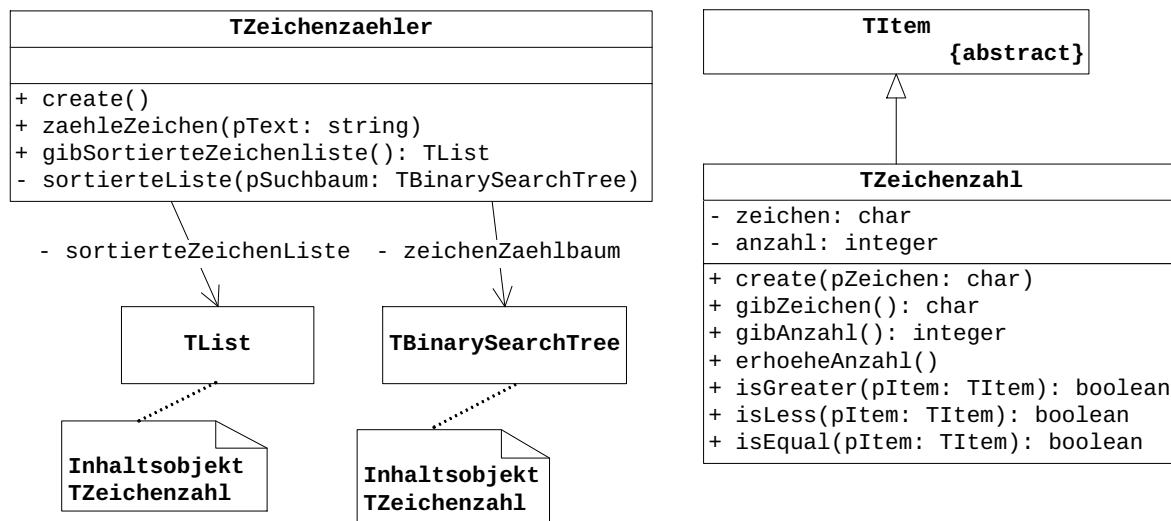 TZeichenzaehler
+ create()
+ zaehleZeichen(pText: string)
+ gibSortierteZeichenliste(): TList
- sortierteListe(pSuchbaum: TBinarySearchTree)
- sortierteZeichenListe
- zeichenZaehlbaum
TList
TBinarySearchTree
Inhaltsobjekt
TZeichenzahl
Inhaltsobjekt
TZeichenzahl
TItem
{abstract}
TZeichenzahl
- zeichen: char
- anzahl: integer
+ create(pZeichen: char)
+ gibZeichen(): char
+ gibAnzahl(): integer
+ erhoeheAnzahl()
+ isGreater(pItem: TItem): boolean
+ isLess(pItem: TItem): boolean
+ isEqual(pItem: TItem): boolean